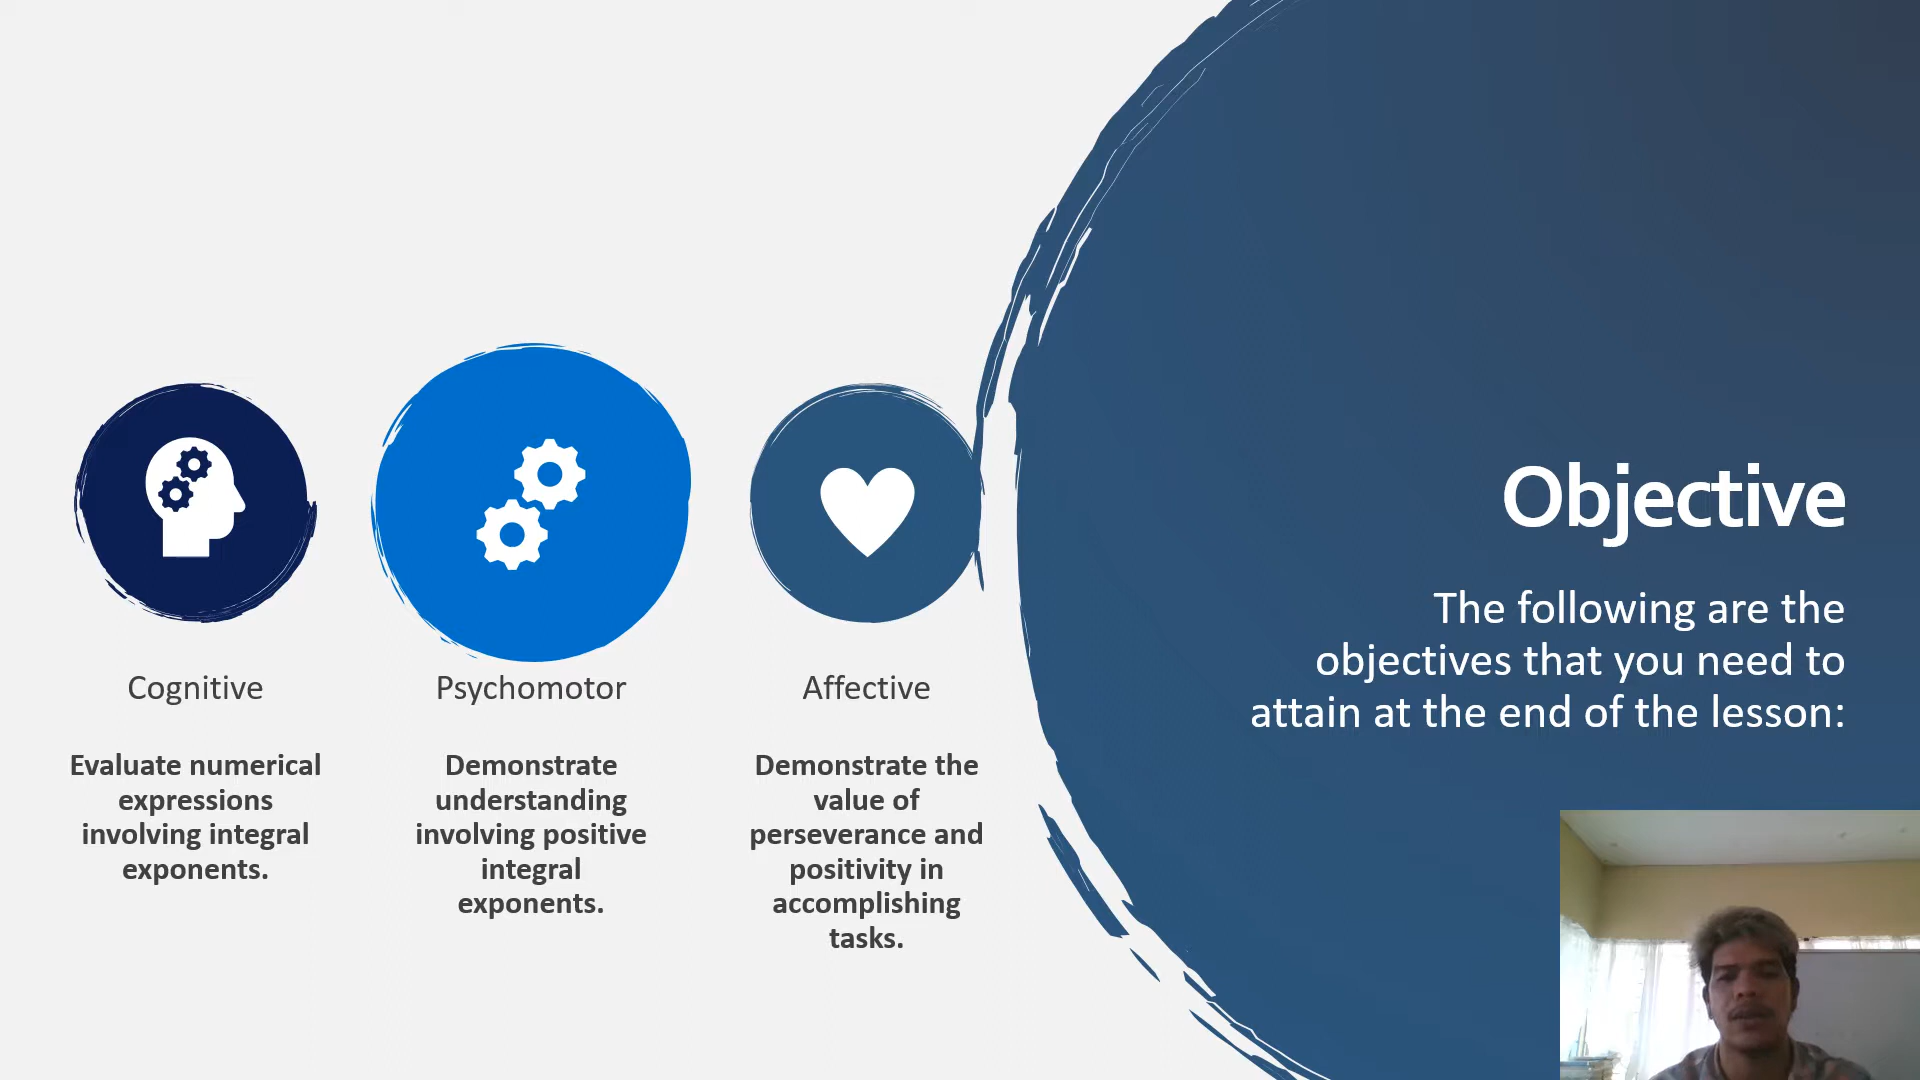 Objective
The following are the
objectives that you need to
attain at the end of the lesson:
Cognitive
Evaluate numerical
expressions
involving integral
exponents.
Psychomotor
Demonstrate
understanding
involving positive
integral
exponents.
Affective
Demonstrate the
value of
perseverance and
positivity in
accomplishing
tasks.